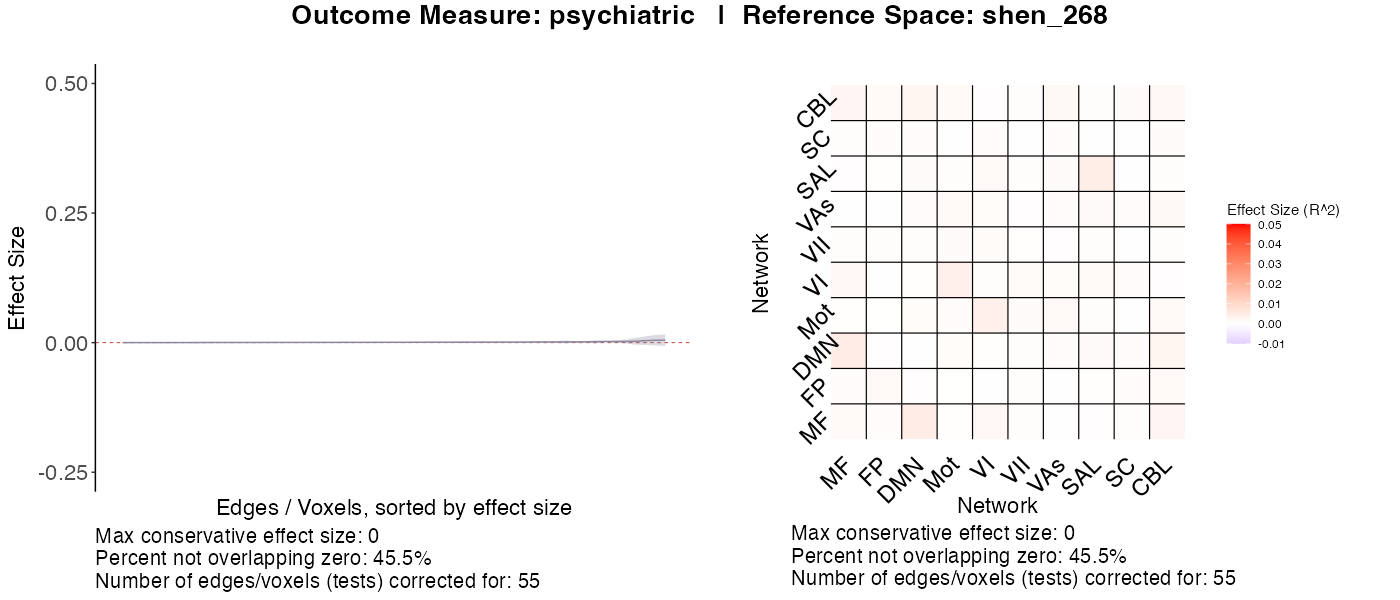 Outcome Measure: psychiatric | Reference Space: shen_268
0.50
0.25
0.00
-0.25
Effect Size
Edges / Voxels, sorted by effect size
Max conservative effect size: 0
Percent not overlapping zero: 45.5%
Number of edges/voxels (tests) corrected for: 55
CBL
SC
SAL
VAs
VII
VI
Mot
DMN
FP
MF
Network
MF
FP
DMN
Mot
VI
VII
VAs
SAL
SC
CBL
Network
Max conservative effect size: 0
Percent not overlapping zero: 45.5%
Number of edges/voxels (tests) corrected for: 55
Effect Size (R^2)
0.05
0.04
0.03
0.02
0.01
0.00
-0.01